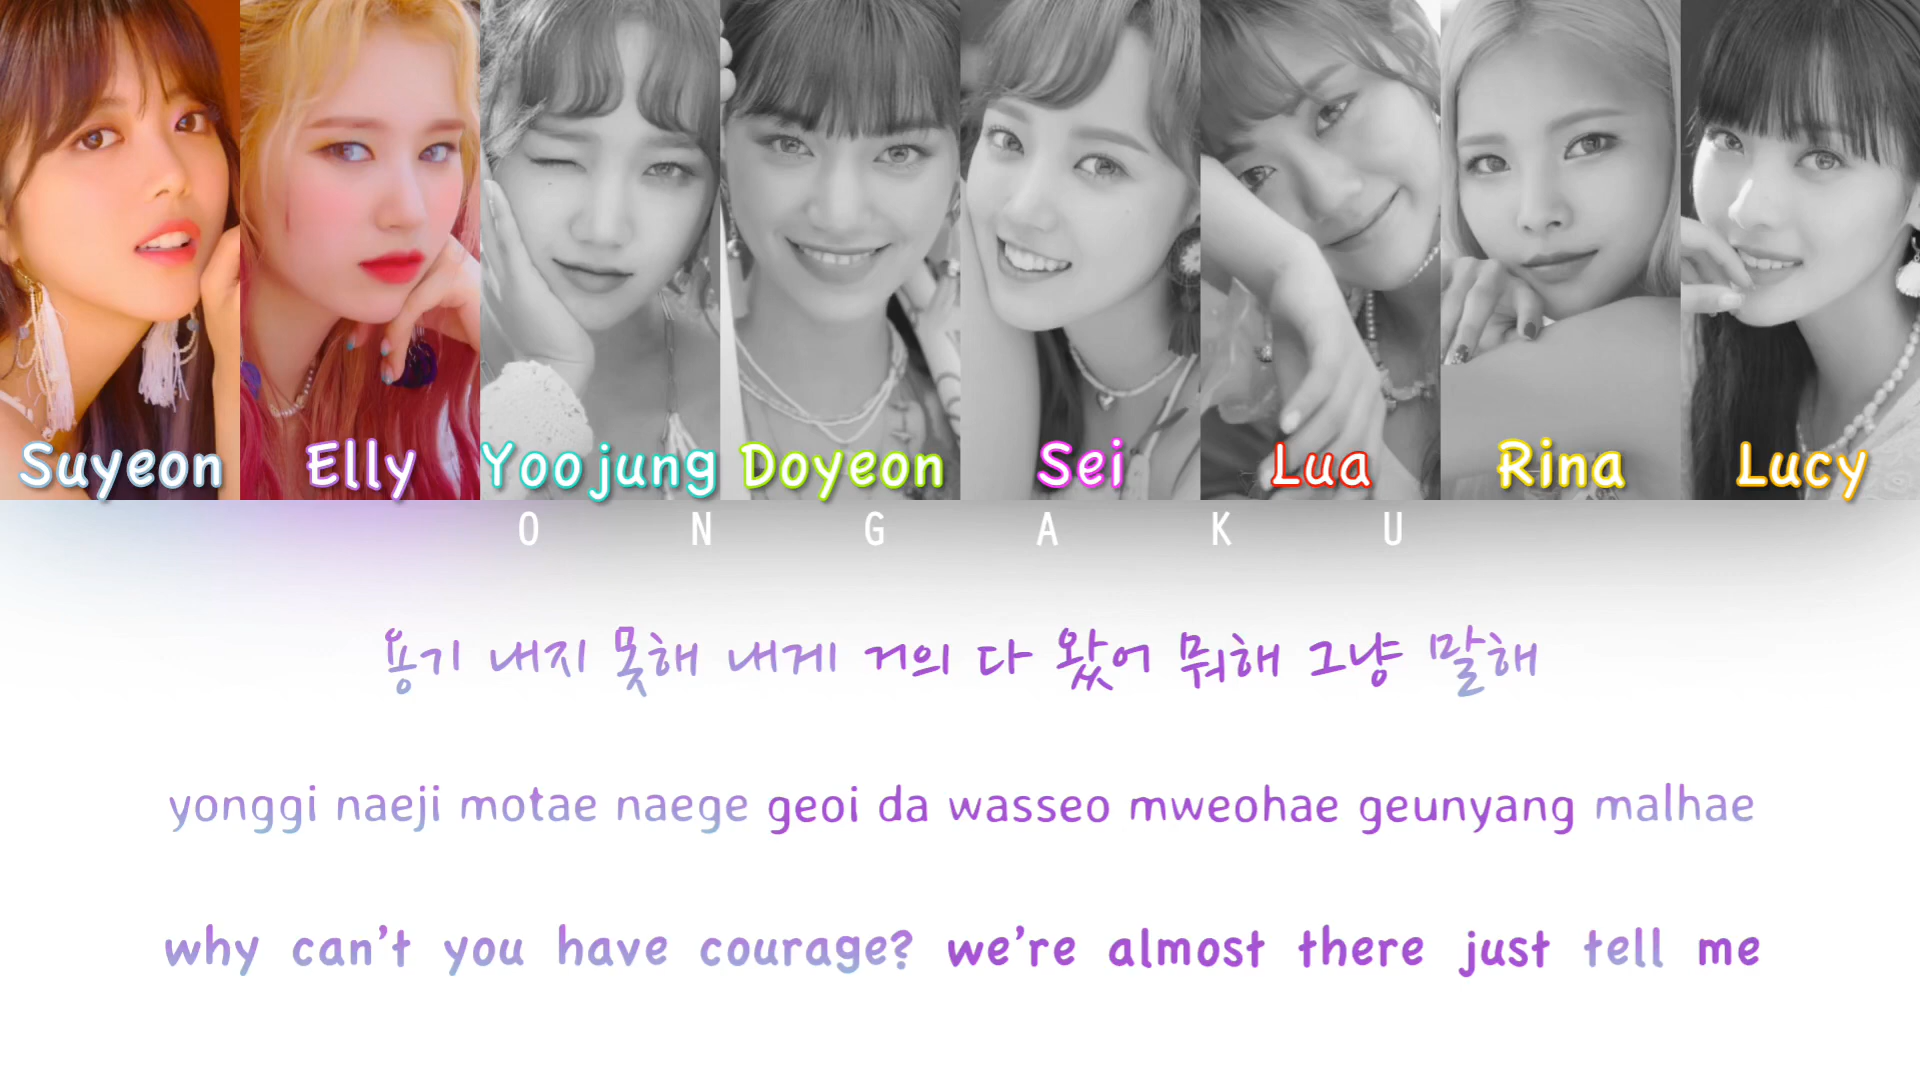 Suyeon Elly Yoojung Doyeon Sei Lua Rina Lucy
O N G A K U
용기 내지 못해 내게 거의 다 왔어 뭐해 그냥 말해
yonggi naeji motae naege geoi da wasseo mweohae geunyang malhae
why can't you have courage? we're almost there just tell me